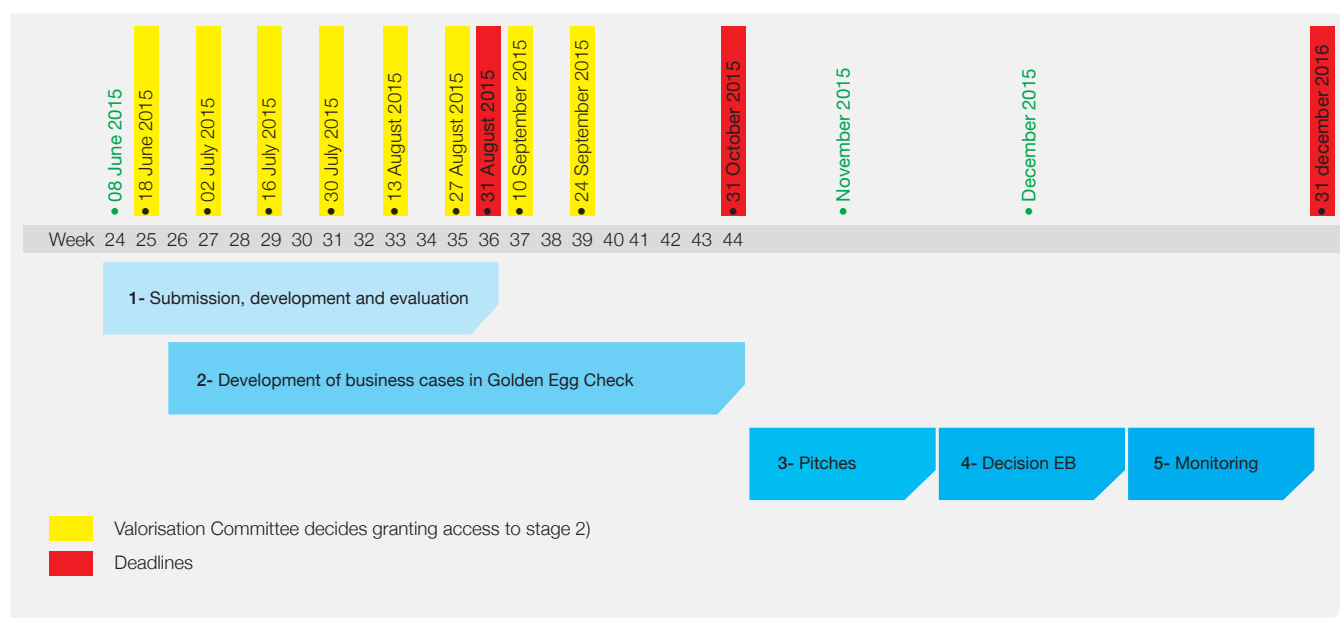 08 June 2015
18 June 2015
02 July 2015
16 July 2015
30 July 2015
13 August 2015
27 August 2015
31 August 2015
10 September 2015
24 September 2015
31 October 2015
November 2015
December 2015
31 december 2016
Week 24 25 26 27 28 29 30 31 32 33 34 35 36 37 38 39 40 41 42 43 44
1- Submission, development and evaluation
2- Development of business cases in Golden Egg Check
3- Pitches
4- Decision EB
5- Monitoring
Valorisation Committee decides granting access to stage 2)
Deadlines